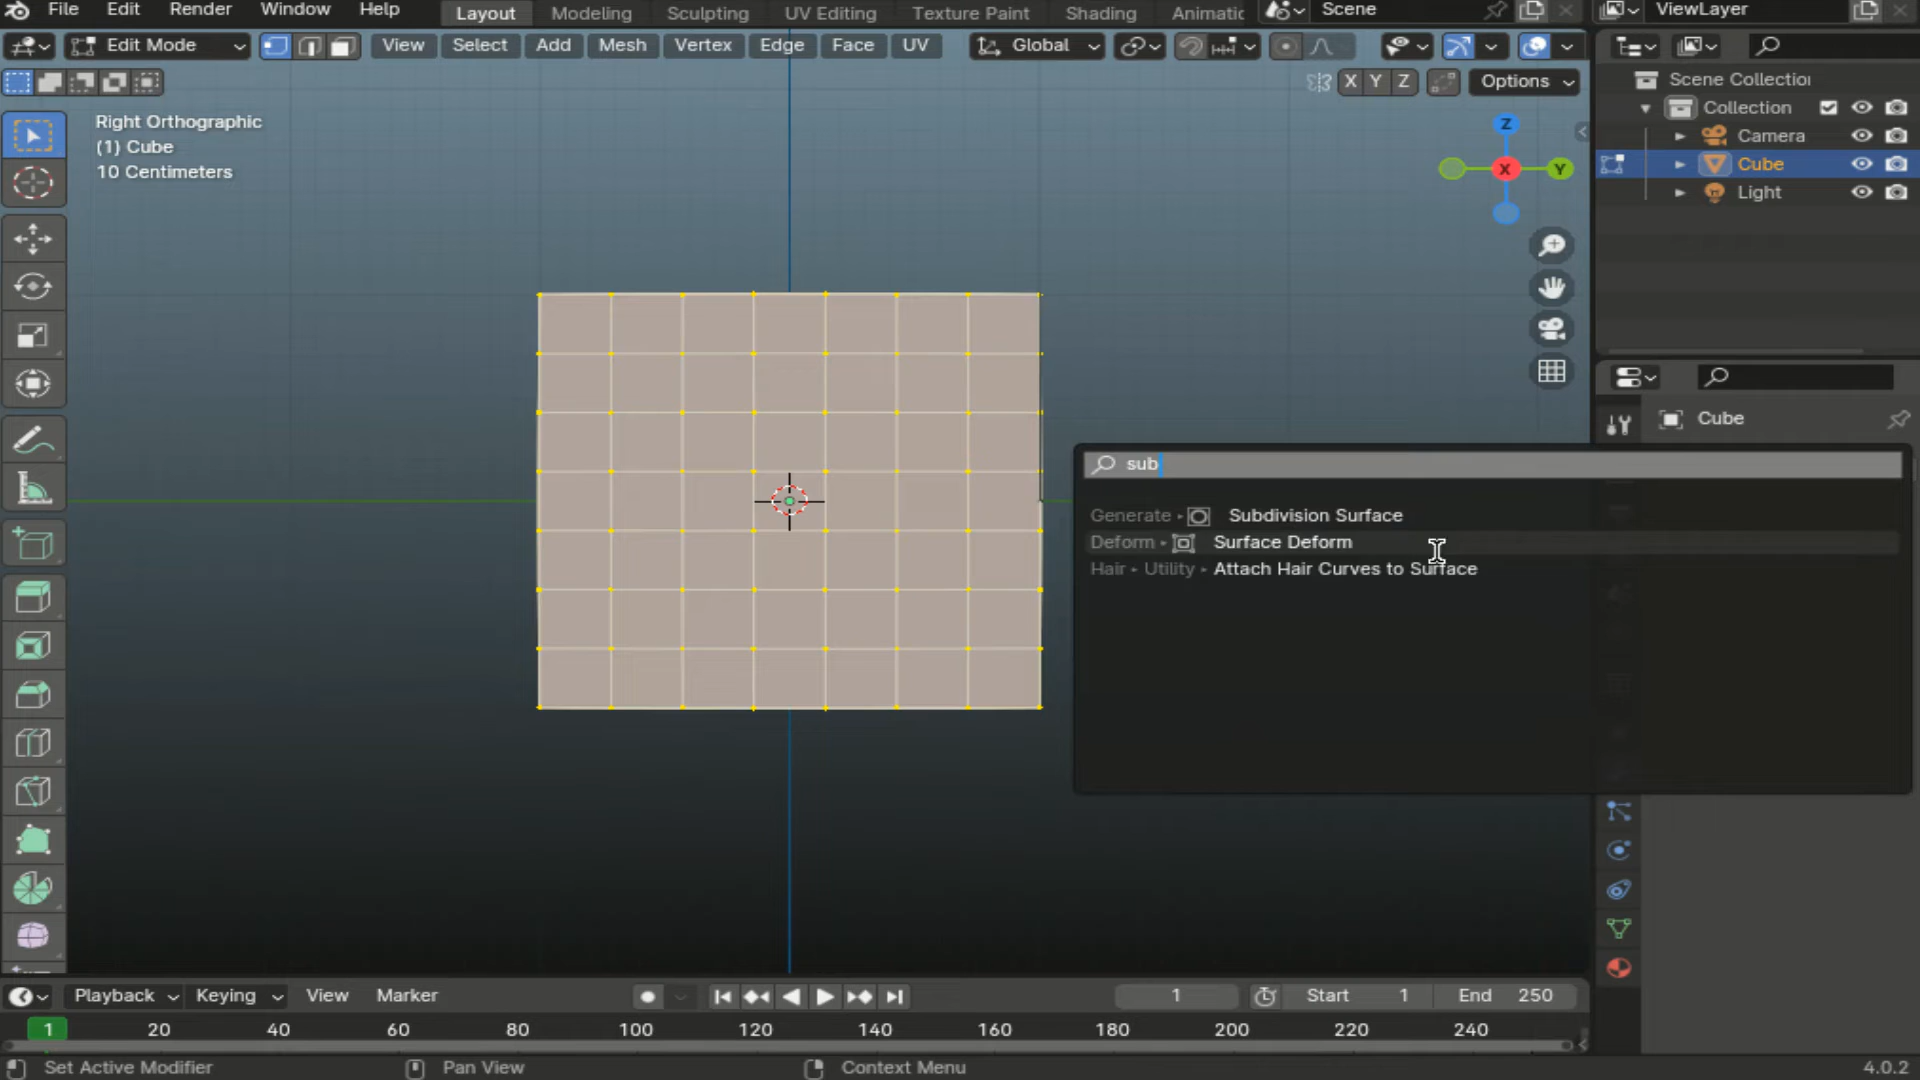 File Edit Render Window Help Layout Modeling Sculpting UV Editing Texture Paint Shading Animatic Scene ViewLayer
Edit Mode View Select Add Mesh Vertex Edge Face UV Global
X Y Z Options
Right Orthographic
(1) Cube
10 Centimeters
Z
X
Y
Scene Collection
Collection
Camera
Cube
Light
Cube
sub
Generate Subdivision Surface
Deform Surface Deform
Hair Utility Attach Hair Curves to Surface
Playback Keying View Marker 1 Start 1 End 250
1 20 40 60 80 100 120 140 160 180 200 220 240
Set Active Modifier Pan View Context Menu 4.0.2